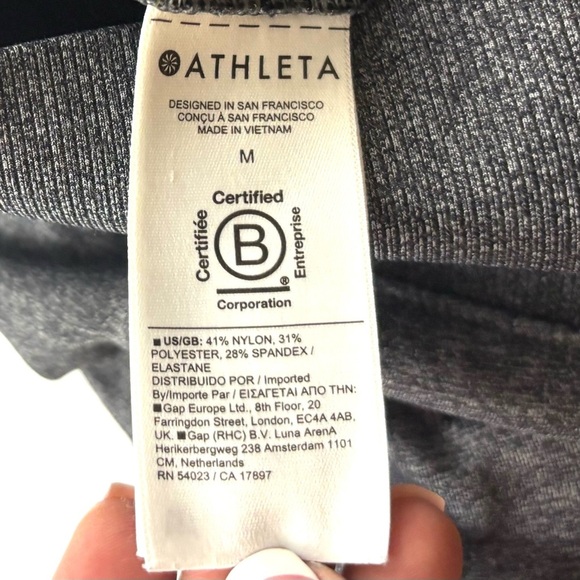 ATHLETA
DESIGNED IN SAN FRANCISCO
CONÇU À SAN FRANCISCO
MADE IN VIETNAM
M
Certified
Certifiée
B
Entreprise
®
Corporation
■US/GB: 41% NYLON, 31%
POLYESTER, 28% SPANDEX /
ELASTANE
DISTRIBUIDO POR / Imported
By/Importe Par / ΕΙΣΑΓΕΤΑΙ ΑΠΟ ΤΗΝ:
■Gap Europe Ltd., 8th Floor, 20
Farringdon Street, London, EC4A 4AB,
UK. ■Gap (RHC) B.V. Luna ArenA
Herikerbergweg 238 Amsterdam 1101
CM, Netherlands
RN 54023 / CA 17897